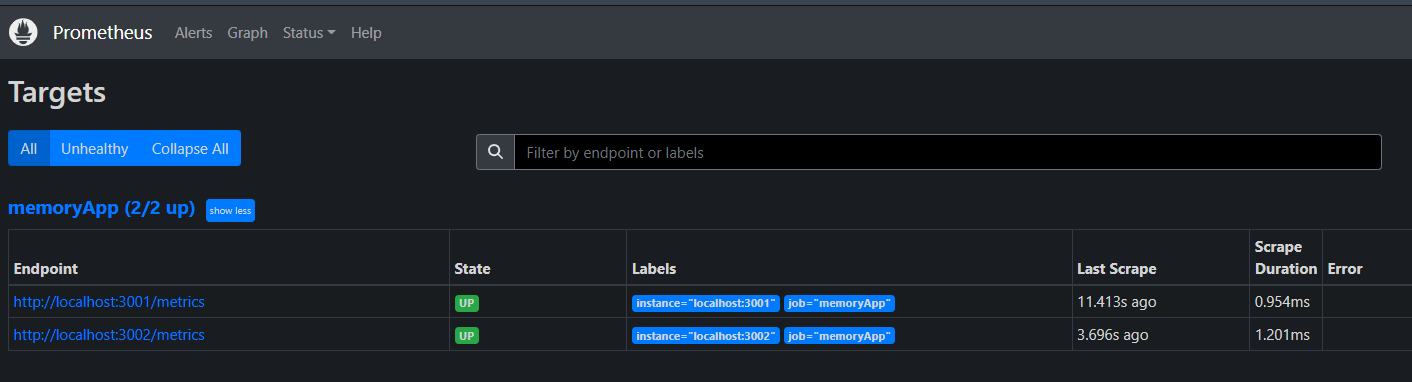 Prometheus Alerts Graph Status Help
Targets
All Unhealthy Collapse All
Filter by endpoint or labels
memoryApp (2/2 up) show less
Endpoint State Labels Last Scrape Scrape Duration Error
http://localhost:3001/metrics UP instance="localhost:3001" job="memoryApp" 11.413s ago 0.954ms
http://localhost:3002/metrics UP instance="localhost:3002" job="memoryApp" 3.696s ago 1.201ms